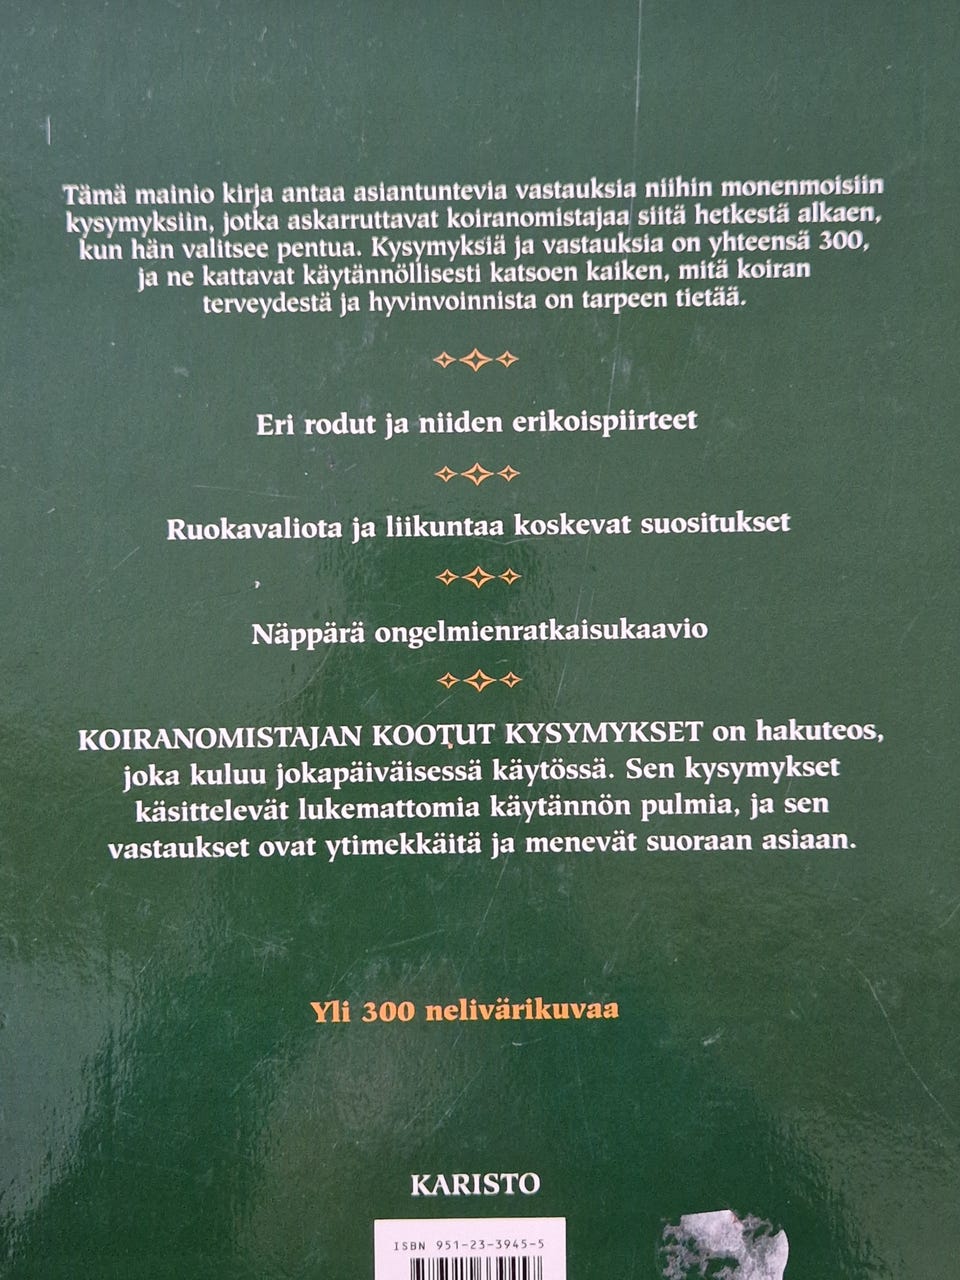 Tämä mainio kirja antaa asiantuntevia vastauksia niihin monenmoisiin
kysymyksiin, jotka askarruttavat koiranomistajaa siitä hetkestä alkaen,
kun hän valitsee pentua. Kysymyksiä ja vastauksia on yhteensä 300,
ja ne kattavat käytännöllisesti katsoen kaiken, mitä koiran
terveydestä ja hyvinvoinnista on tarpeen tietää.
Eri rodut ja niiden erikoispiirteet
Ruokavaliota ja liikuntaa koskevat suositukset
Näppärä ongelmienratkaisukaavio
KOIRANOMISTAJAN KOOTUT KYSYMYKSET on hakuteos,
joka kuluu jokapäiväisessä käytössä. Sen kysymykset
käsittelevät lukemattomia käytännön pulmia, ja sen
vastaukset ovat ytimekkäitä ja menevät suoraan asiaan.
Yli 300 nelivärikuvaa
KARISTO
ISBN 951-23-3945-5